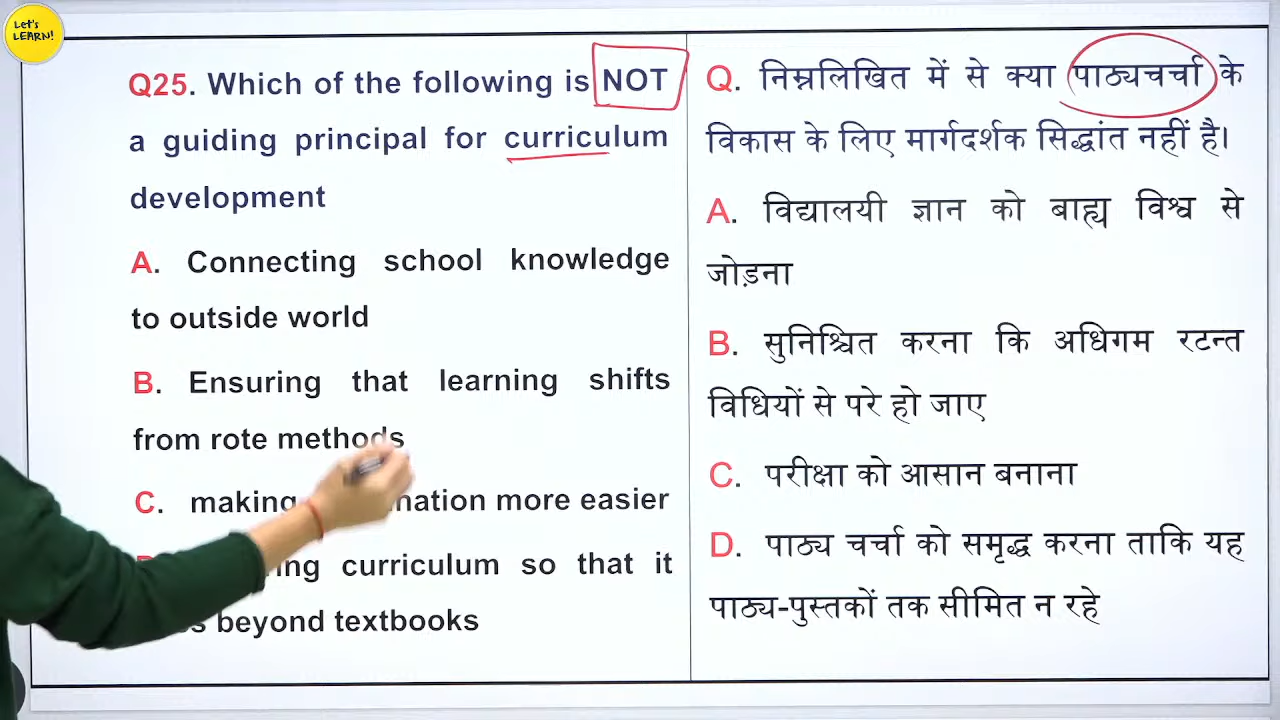 Let's
LEARN!
Q25. Which of the following is NOT
a guiding principal for curriculum
development
A. Connecting school knowledge
to outside world
B. Ensuring that learning shifts
from rote methods
C. making more easier
curriculum so that it
beyond textbooks
Q. निम्नलिखित में से क्या पाठ्यचर्चा के
विकास के लिए मार्गदर्शक सिद्धांत नहीं है।
A. विद्यालयी ज्ञान को बाह्य विश्व से
जोड़ना
B. सुनिश्चित करना कि अधिगम रटन्त
विधियों से परे हो जाए
C. परीक्षा को आसान बनाना
D. पाठ्य चर्चा को समृद्ध करना ताकि यह
पाठ्य-पुस्तकों तक सीमित न रहे